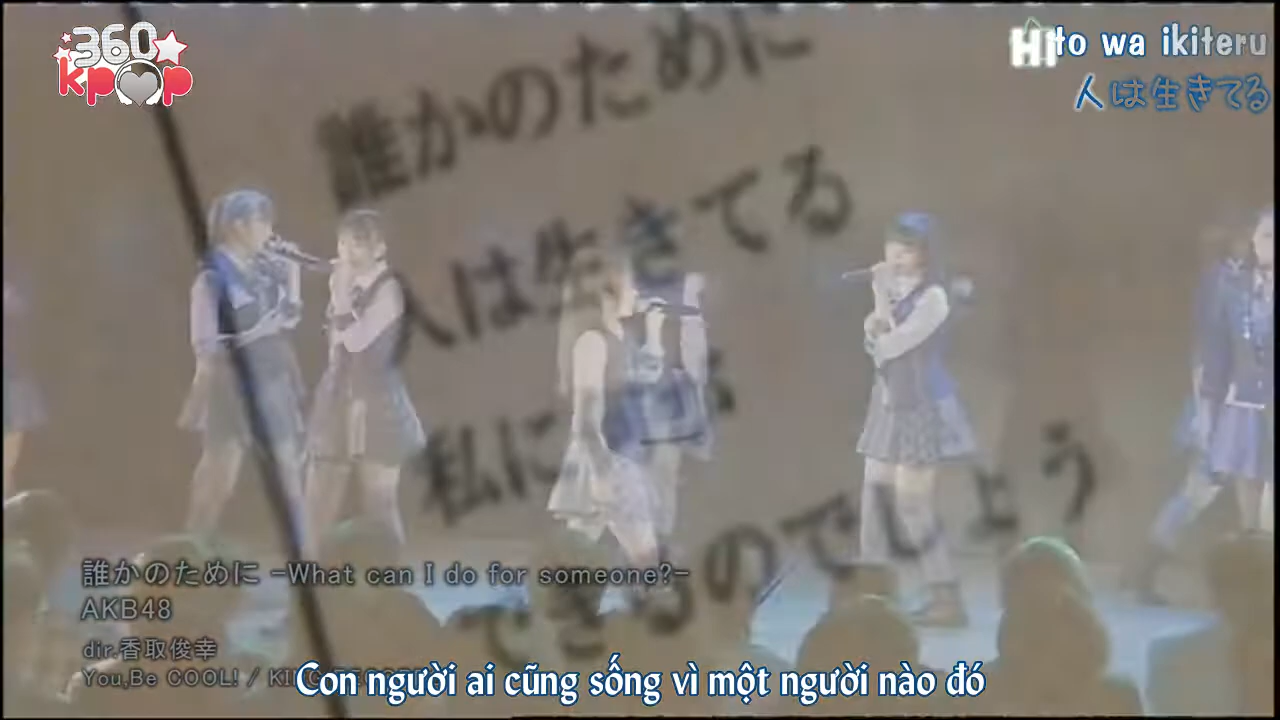 360
kpop
Hito wa ikiteru
人は生きてる
誰かのために
人は生きてる
私に
できるのでしょう
誰かのために -What can I do for someone?-
AKB48
dir.香取俊幸
You,Be COOL! / KING
Con người ai cũng sống vì một người nào đó